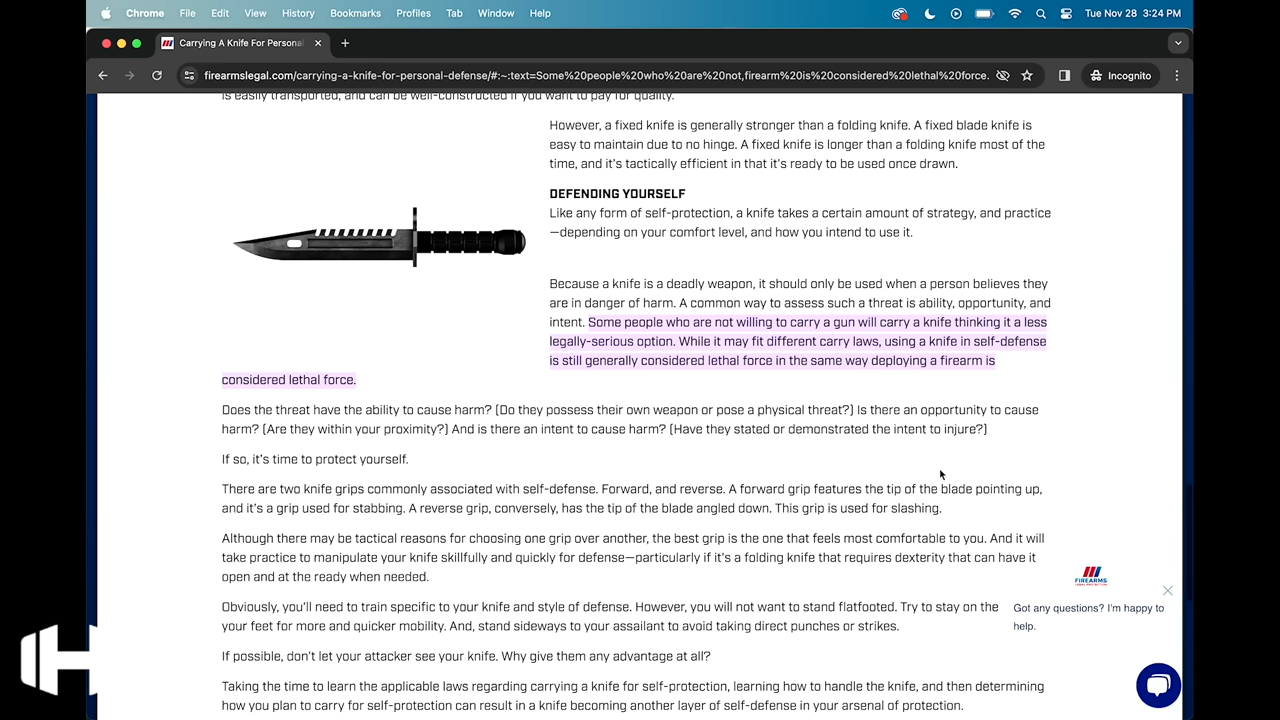 Chrome File Edit View History Bookmarks Profiles Tab Window Help Tue Nov 28 3:24 PM
Carrying A Knife For Persona
firearmslegal.com/carrying-a-knife-for-personal-defense/#:~:text=Some%20people%20who%20are%20not,firearm%20is%20considered%20lethal%20force. Incognito
is easily transported, and can be well-constructed if you want to pay for quality.
However, a fixed knife is generally stronger than a folding knife. A fixed blade knife is
easy to maintain due to no hinge. A fixed knife is longer than a folding knife most of the
time, and it's tactically efficient in that it's ready to be used once drawn.
DEFENDING YOURSELF
Like any form of self-protection, a knife takes a certain amount of strategy, and practice
—depending on your comfort level, and how you intend to use it.
Because a knife is a deadly weapon, it should only be used when a person believes they
are in danger of harm. A common way to assess such a threat is ability, opportunity, and
intent. Some people who are not willing to carry a gun will carry a knife thinking it a less
legally-serious option. While it may fit different carry laws, using a knife in self-defense
is still generally considered lethal force in the same way deploying a firearm is
considered lethal force.
Does the threat have the ability to cause harm? (Do they possess their own weapon or pose a physical threat?) Is there an opportunity to cause
harm? (Are they within your proximity?) And is there an intent to cause harm? (Have they stated or demonstrated the intent to injure?)
If so, it's time to protect yourself.
There are two knife grips commonly associated with self-defense. Forward, and reverse. A forward grip features the tip of the blade pointing up,
and it's a grip used for stabbing. A reverse grip, conversely, has the tip of the blade angled down. This grip is used for slashing.
Although there may be tactical reasons for choosing one grip over another, the best grip is the one that feels most comfortable to you. And it will
take practice to manipulate your knife skillfully and quickly for defense—particularly if it's a folding knife that requires dexterity that can have it
open and at the ready when needed.
Obviously, you'll need to train specific to your knife and style of defense. However, you will not want to stand flatfooted. Try to stay on the
your feet for more and quicker mobility. And, stand sideways to your assailant to avoid taking direct punches or strikes.
If possible, don't let your attacker see your knife. Why give them any advantage at all?
Taking the time to learn the applicable laws regarding carrying a knife for self-protection, learning how to handle the knife, and then determining
how you plan to carry for self-protection can result in a knife becoming another layer of self-defense in your arsenal of protection.
FIREARMS
Got any questions? I'm happy to
help.